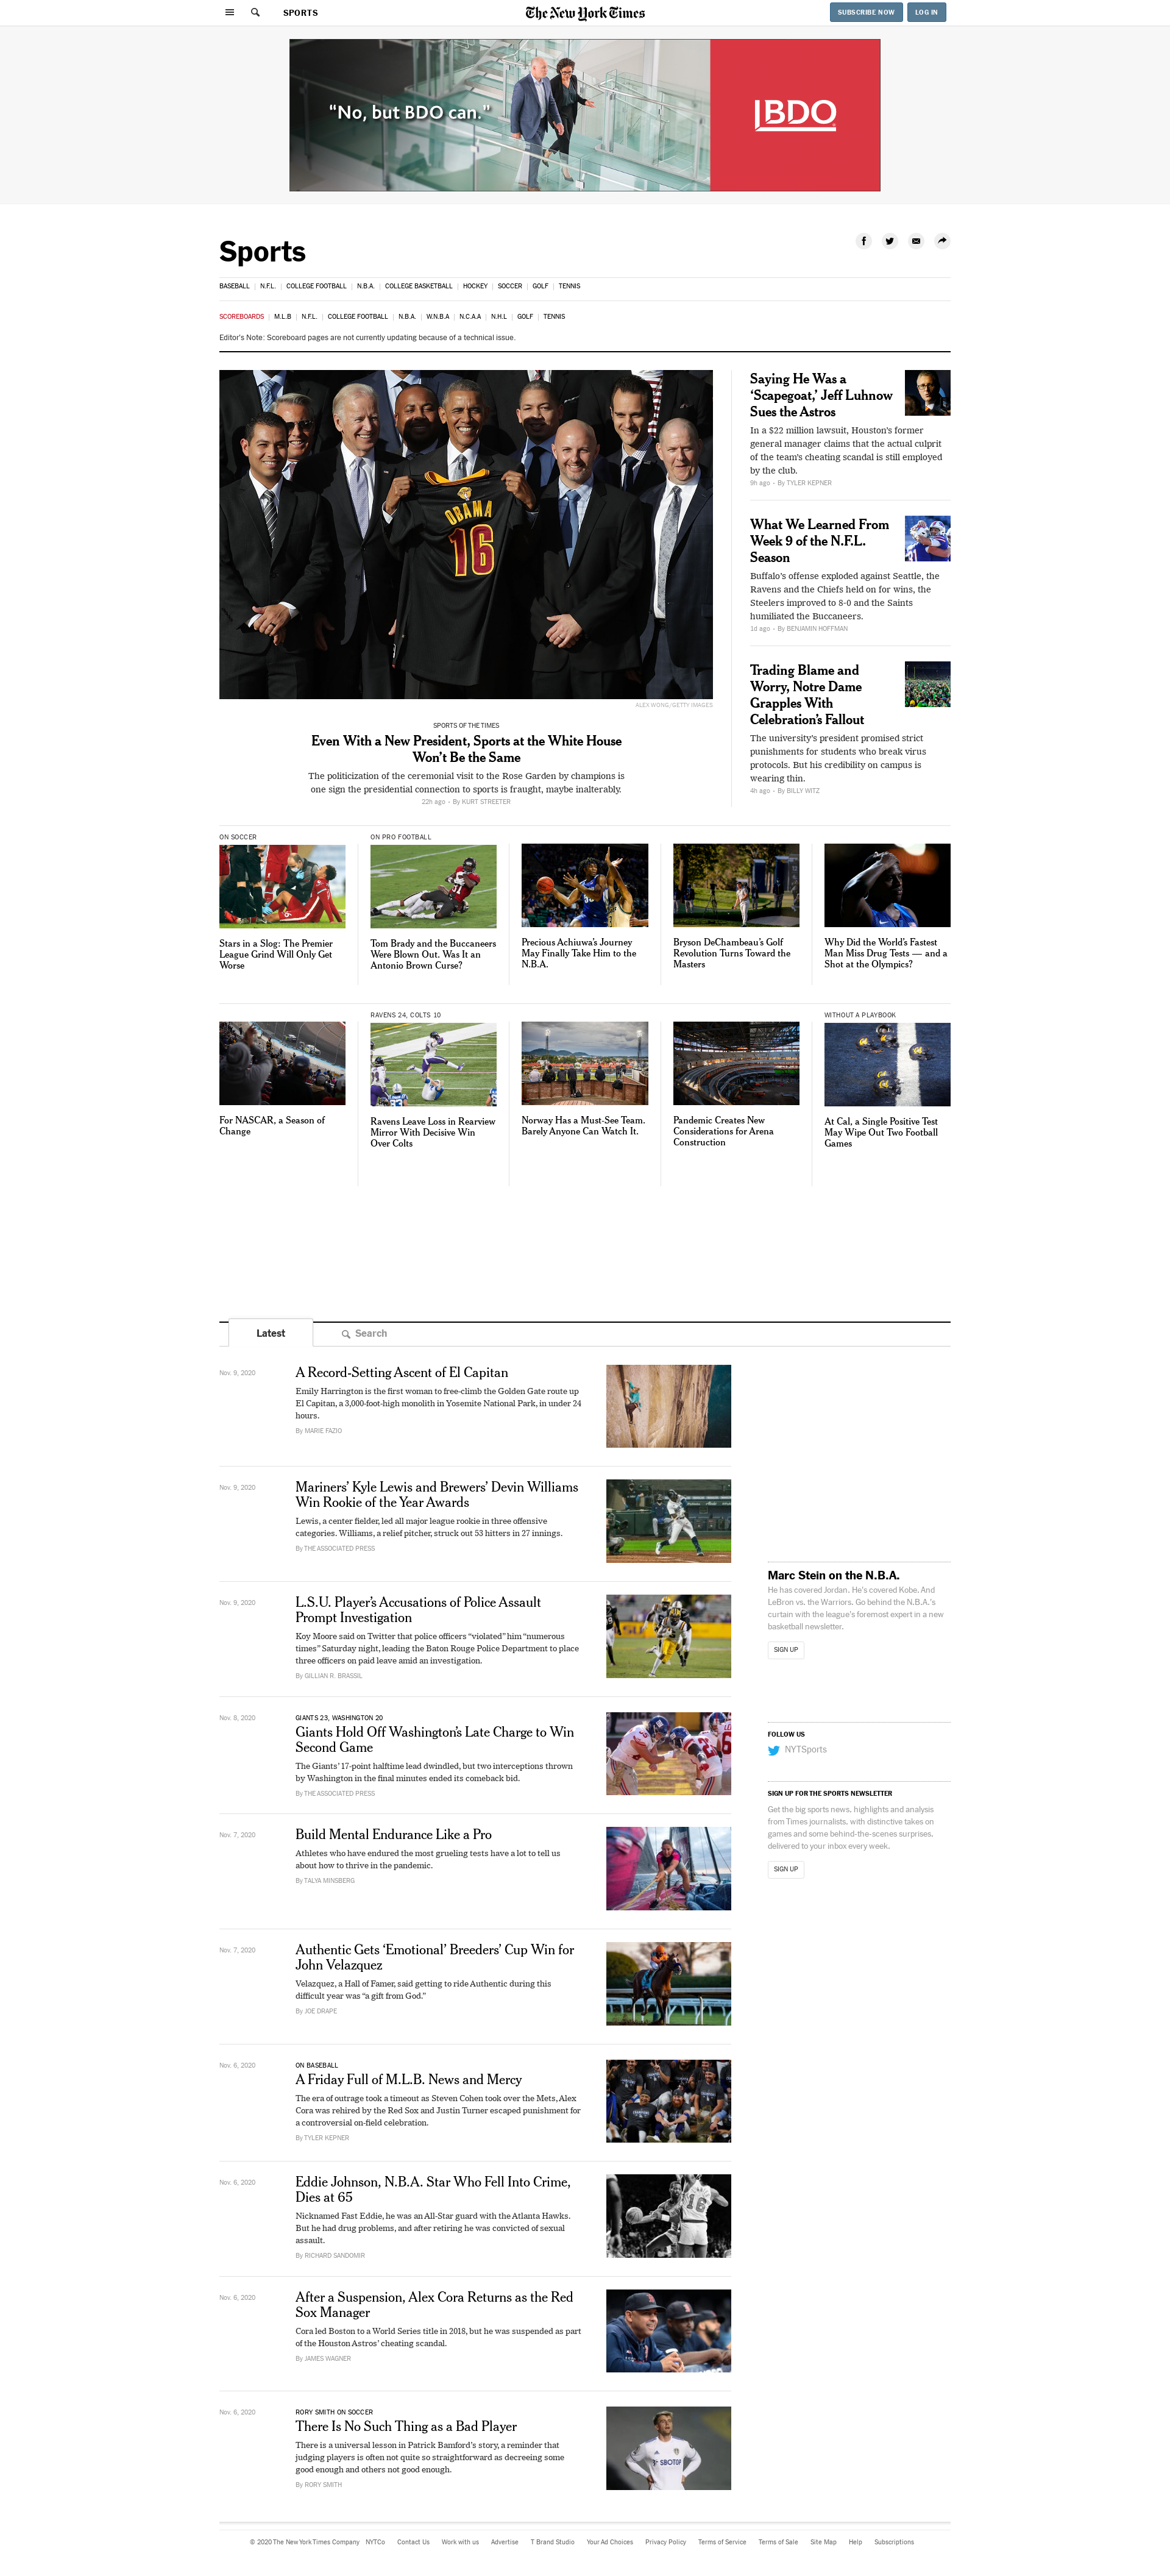 SPORTS
The New York Times
SUBSCRIBE NOW
LOG IN
“No, but BDO can.”
BDO
Sports
BASEBALL | N.F.L. | COLLEGE FOOTBALL | N.B.A. | COLLEGE BASKETBALL | HOCKEY | SOCCER | GOLF | TENNIS
SCOREBOARDS | M.L.B | N.F.L. | COLLEGE FOOTBALL | N.B.A. | W.N.B.A | N.C.A.A | N.H.L | GOLF | TENNIS
Editor's Note: Scoreboard pages are not currently updating because of a technical issue.
OBAMA
16
ALEX WONG/GETTY IMAGES
SPORTS OF THE TIMES
Even With a New President, Sports at the White House
Won’t Be the Same
The politicization of the ceremonial visit to the Rose Garden by champions is
one sign the presidential connection to sports is fraught, maybe inalterably.
22h ago • By KURT STREETER
Saying He Was a
‘Scapegoat,’ Jeff Luhnow
Sues the Astros
In a $22 million lawsuit, Houston’s former
general manager claims that the actual culprit
of the team’s cheating scandal is still employed
by the club.
9h ago • By TYLER KEPNER
What We Learned From
Week 9 of the N.F.L.
Season
Buffalo’s offense exploded against Seattle, the
Ravens and the Chiefs held on for wins, the
Steelers improved to 8-0 and the Saints
humiliated the Buccaneers.
1d ago • By BENJAMIN HOFFMAN
Trading Blame and
Worry, Notre Dame
Grapples With
Celebration’s Fallout
The university’s president promised strict
punishments for students who break virus
protocols. But his credibility on campus is
wearing thin.
4h ago • By BILLY WITZ
ON SOCCER
Stars in a Slog: The Premier
League Grind Will Only Get
Worse
ON PRO FOOTBALL
Tom Brady and the Buccaneers
Were Blown Out. Was It an
Antonio Brown Curse?
Precious Achiuwa’s Journey
May Finally Take Him to the
N.B.A.
Bryson DeChambeau’s Golf
Revolution Turns Toward the
Masters
Why Did the World’s Fastest
Man Miss Drug Tests — and a
Shot at the Olympics?
For NASCAR, a Season of
Change
RAVENS 24, COLTS 10
Ravens Leave Loss in Rearview
Mirror With Decisive Win
Over Colts
Norway Has a Must-See Team.
Barely Anyone Can Watch It.
Pandemic Creates New
Considerations for Arena
Construction
WITHOUT A PLAYBOOK
At Cal, a Single Positive Test
May Wipe Out Two Football
Games
Latest
Search
Nov. 9, 2020
A Record-Setting Ascent of El Capitan
Emily Harrington is the first woman to free-climb the Golden Gate route up
El Capitan, a 3,000-foot-high monolith in Yosemite National Park, in under 24
hours.
By MARIE FAZIO
Nov. 9, 2020
Mariners’ Kyle Lewis and Brewers’ Devin Williams
Win Rookie of the Year Awards
Lewis, a center fielder, led all major league rookie in three offensive
categories. Williams, a relief pitcher, struck out 53 hitters in 27 innings.
By THE ASSOCIATED PRESS
Nov. 9, 2020
L.S.U. Player’s Accusations of Police Assault
Prompt Investigation
Koy Moore said on Twitter that police officers “violated” him “numerous
times” Saturday night, leading the Baton Rouge Police Department to place
three officers on paid leave amid an investigation.
By GILLIAN R. BRASSIL
Nov. 8, 2020
GIANTS 23, WASHINGTON 20
Giants Hold Off Washington’s Late Charge to Win
Second Game
The Giants’ 17-point halftime lead dwindled, but two interceptions thrown
by Washington in the final minutes ended its comeback bid.
By THE ASSOCIATED PRESS
Nov. 7, 2020
Build Mental Endurance Like a Pro
Athletes who have endured the most grueling tests have a lot to tell us
about how to thrive in the pandemic.
By TALYA MINSBERG
Nov. 7, 2020
Authentic Gets ‘Emotional’ Breeders’ Cup Win for
John Velazquez
Velazquez, a Hall of Famer, said getting to ride Authentic during this
difficult year was “a gift from God.”
By JOE DRAPE
Nov. 6, 2020
ON BASEBALL
A Friday Full of M.L.B. News and Mercy
The era of outrage took a timeout as Steven Cohen took over the Mets, Alex
Cora was rehired by the Red Sox and Justin Turner escaped punishment for
a controversial on-field celebration.
By TYLER KEPNER
Nov. 6, 2020
Eddie Johnson, N.B.A. Star Who Fell Into Crime,
Dies at 65
Nicknamed Fast Eddie, he was an All-Star guard with the Atlanta Hawks.
But he had drug problems, and after retiring he was convicted of sexual
assault.
By RICHARD SANDOMIR
Nov. 6, 2020
After a Suspension, Alex Cora Returns as the Red
Sox Manager
Cora led Boston to a World Series title in 2018, but he was suspended as part
of the Houston Astros’ cheating scandal.
By JAMES WAGNER
Nov. 6, 2020
RORY SMITH ON SOCCER
There Is No Such Thing as a Bad Player
There is a universal lesson in Patrick Bamford’s story, a reminder that
judging players is often not quite so straightforward as decreeing some
good enough and others not good enough.
By RORY SMITH
SBOTOP
Marc Stein on the N.B.A.
He has covered Jordan. He's covered Kobe. And
LeBron vs. the Warriors. Go behind the N.B.A.'s
curtain with the league's foremost expert in a new
basketball newsletter.
SIGN UP
FOLLOW US
NYTSports
SIGN UP FOR THE SPORTS NEWSLETTER
Get the big sports news, highlights and analysis
from Times journalists, with distinctive takes on
games and some behind-the-scenes surprises,
delivered to your inbox every week.
SIGN UP
© 2020 The New York Times Company NYTCo Contact Us Work with us Advertise T Brand Studio Your Ad Choices Privacy Policy Terms of Service Terms of Sale Site Map Help Subscriptions